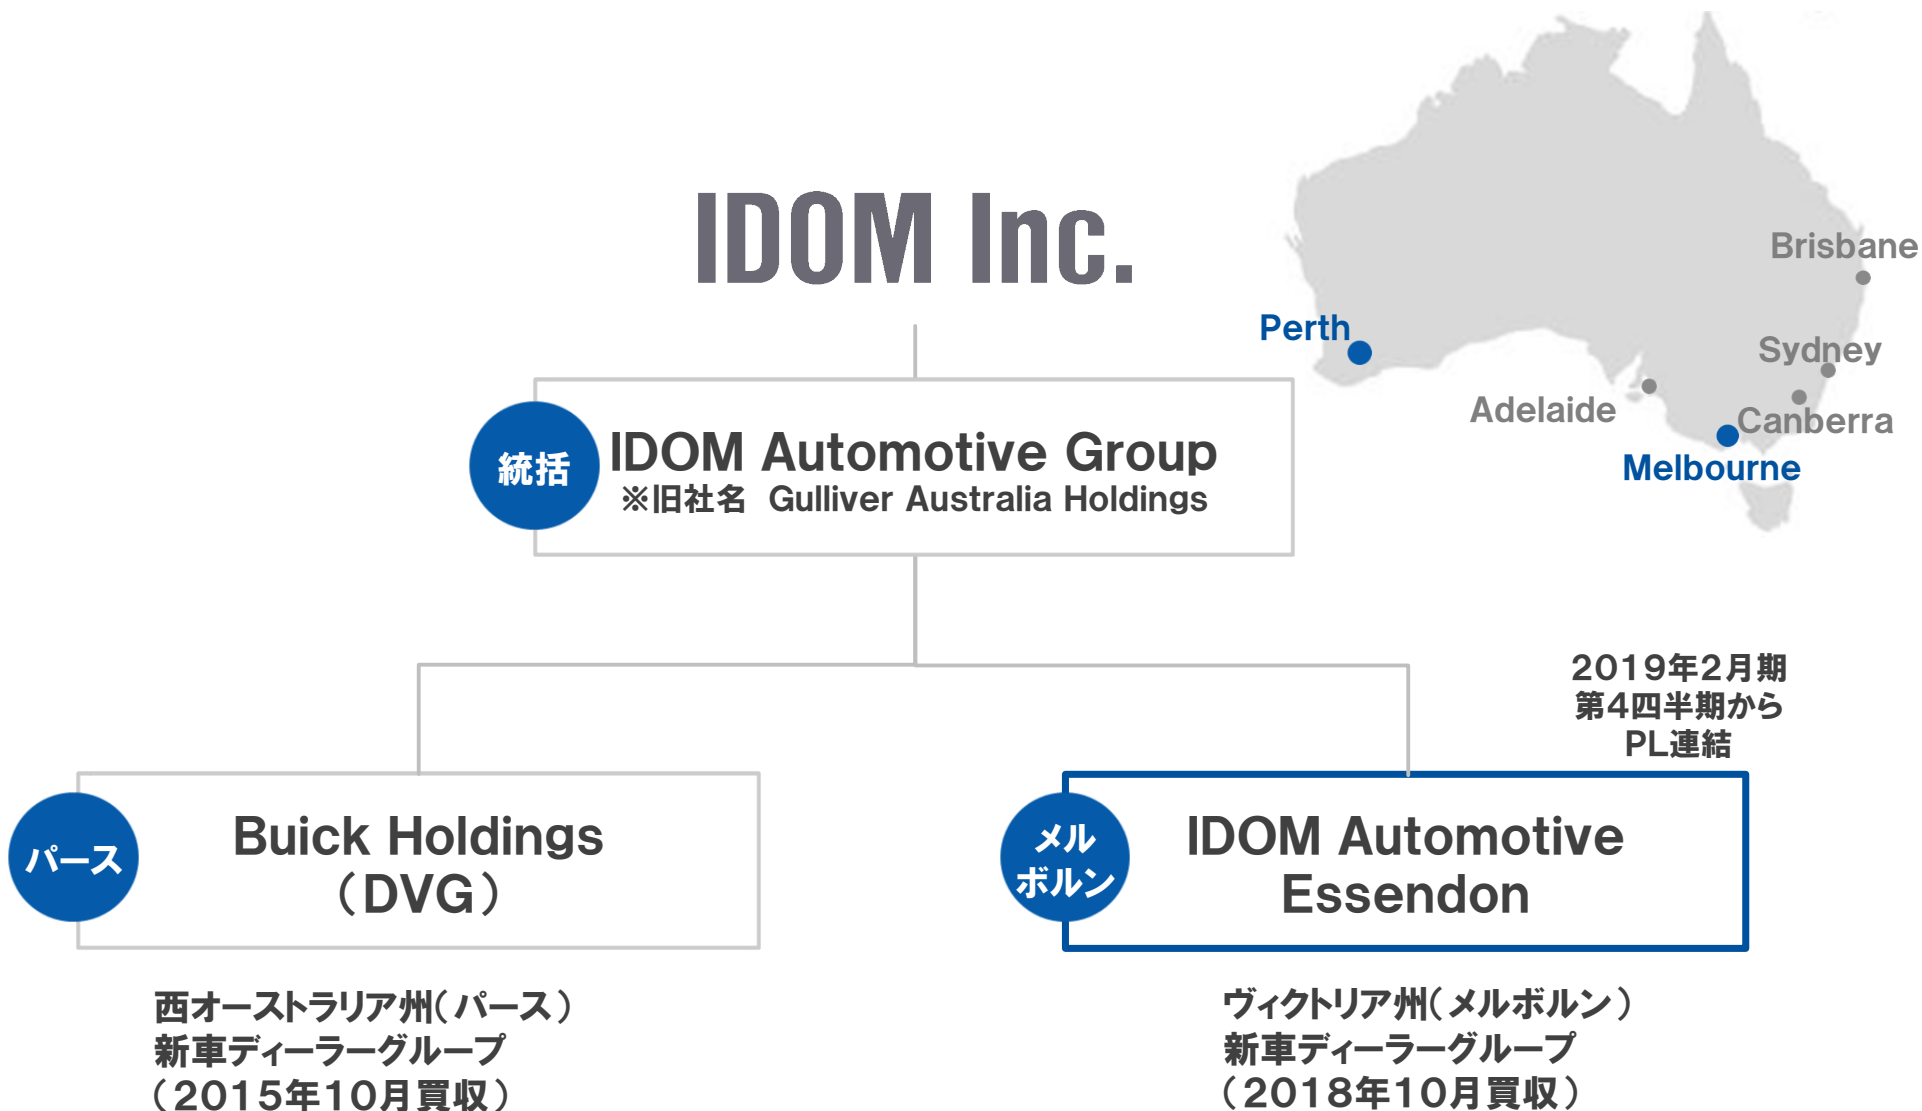 IDOM Inc.
Brisbane
Perth
Sydney
Adelaide
Canberra
Melbourne
統括
IDOM Automotive Group
※旧社名 Gulliver Australia Holdings
2019年2月期
第4四半期から
PL連結
パース
Buick Holdings
（DVG）
メル
ボルン
IDOM Automotive
Essendon
西オーストラリア州（パース）
新車ディーラーグループ
（2015年10月買収）
ヴィクトリア州（メルボルン）
新車ディーラーグループ
（2018年10月買収）